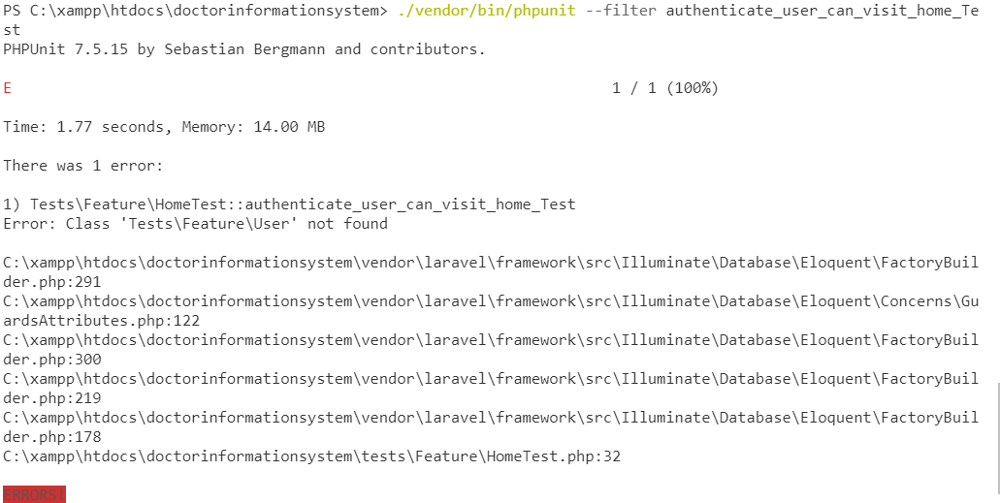 PS C:\xampp\htdocs\doctorinformationsystem> ./vendor/bin/phpunit --filter authenticate_user_can_visit_home_Te
st
PHPUnit 7.5.15 by Sebastian Bergmann and contributors.
E 1 / 1 (100%)
Time: 1.77 seconds, Memory: 14.00 MB
There was 1 error:
1) Tests\Feature\HomeTest::authenticate_user_can_visit_home_Test
Error: Class 'Tests\Feature\User' not found
C:\xampp\htdocs\doctorinformationsystem\vendor\laravel\framework\src\Illuminate\Database\Eloquent\FactoryBuil
der.php:291
C:\xampp\htdocs\doctorinformationsystem\vendor\laravel\framework\src\Illuminate\Database\Eloquent\Concerns\Gu
ardsAttributes.php:122
C:\xampp\htdocs\doctorinformationsystem\vendor\laravel\framework\src\Illuminate\Database\Eloquent\FactoryBuil
der.php:300
C:\xampp\htdocs\doctorinformationsystem\vendor\laravel\framework\src\Illuminate\Database\Eloquent\FactoryBuil
der.php:219
C:\xampp\htdocs\doctorinformationsystem\vendor\laravel\framework\src\Illuminate\Database\Eloquent\FactoryBuil
der.php:178
C:\xampp\htdocs\doctorinformationsystem\tests\Feature\HomeTest.php:32
ERRORS!